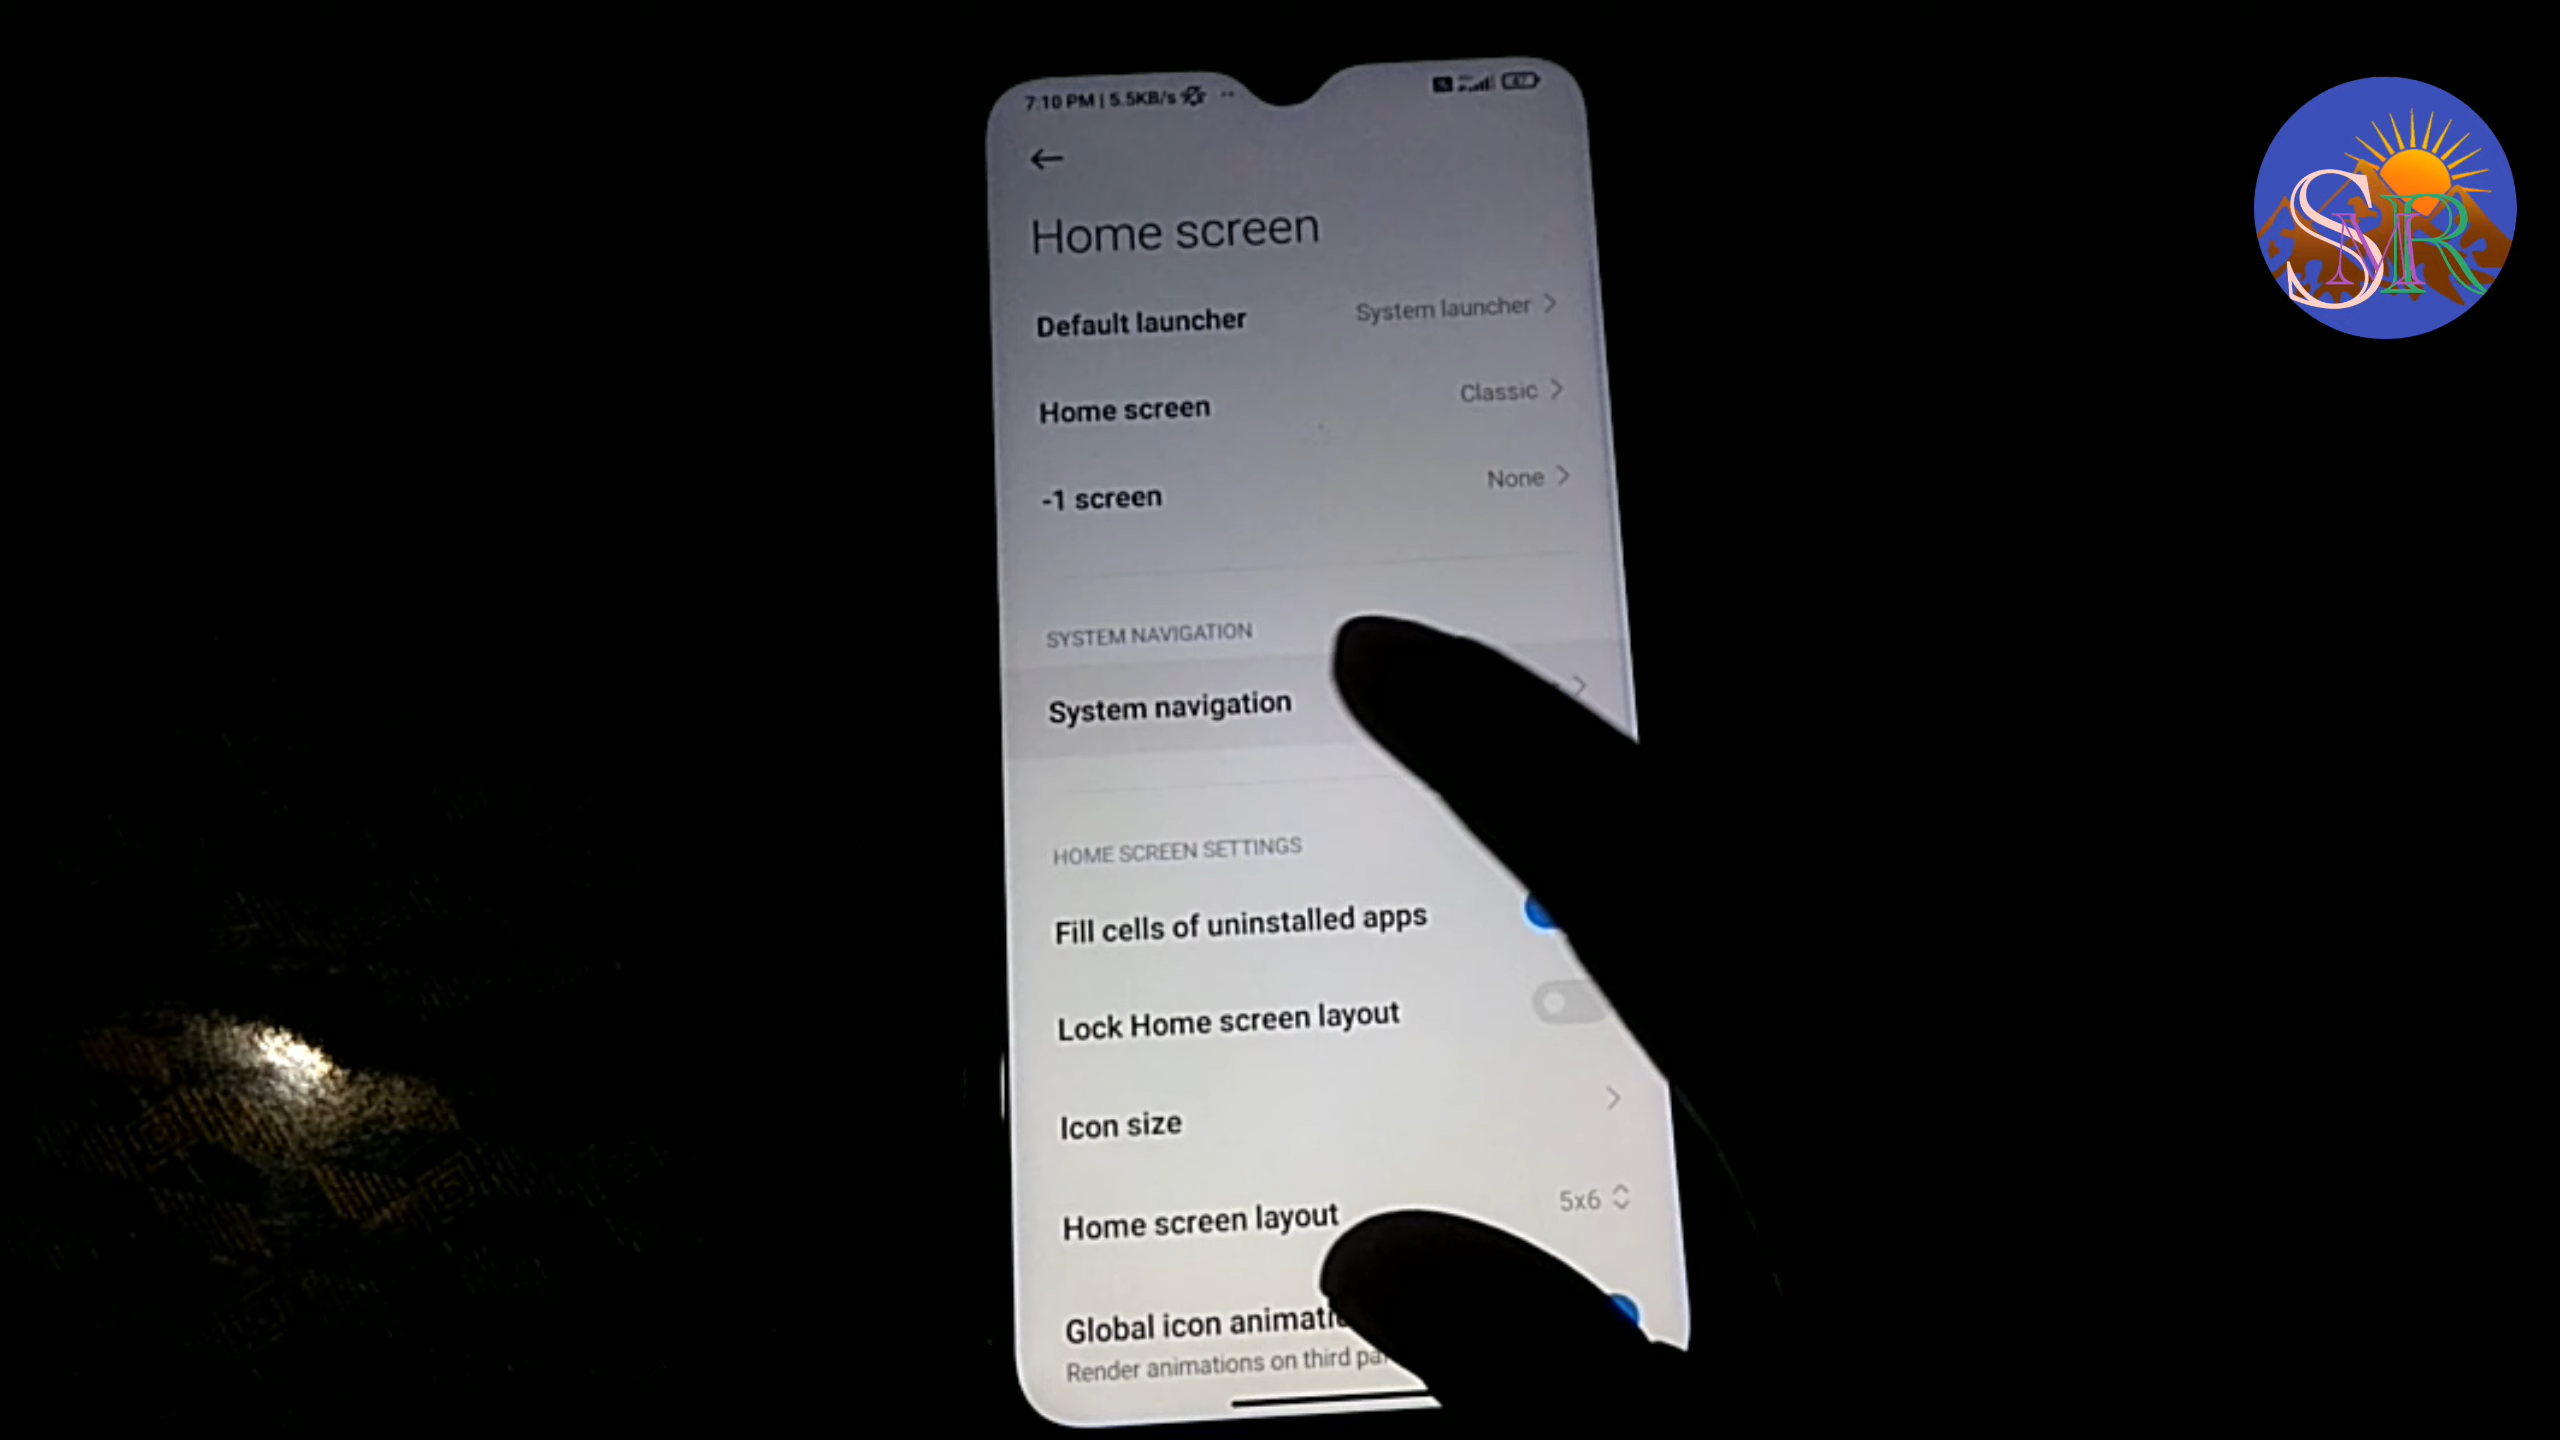 7:10 PM | 5.5KB/s
Home screen
Default launcher
System launcher
Home screen
Classic
-1 screen
None
SYSTEM NAVIGATION
System navigation
HOME SCREEN SETTINGS
Fill cells of uninstalled apps
Lock Home screen layout
Icon size
Home screen layout
5x6
Global icon
Render animations on third
SMR